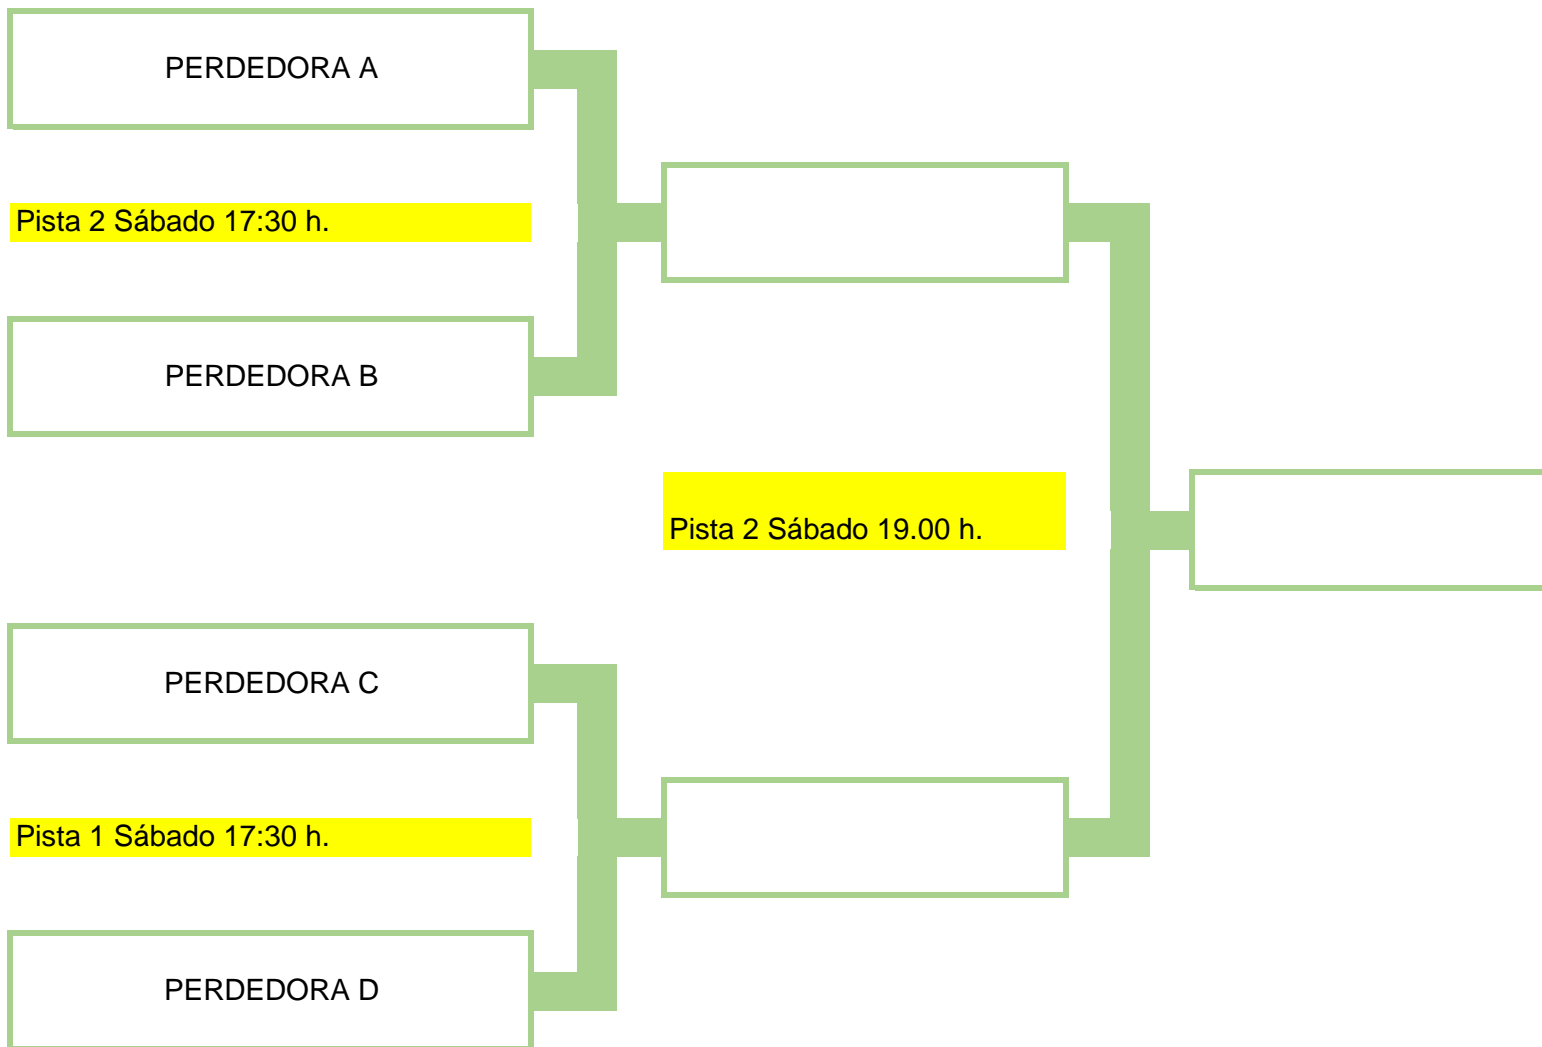 PERDEDORA A
Pista 2 Sábado 17:30 h.
PERDEDORA B
Pista 2 Sábado 19.00 h.
PERDEDORA C
Pista 1 Sábado 17:30 h.
PERDEDORA D